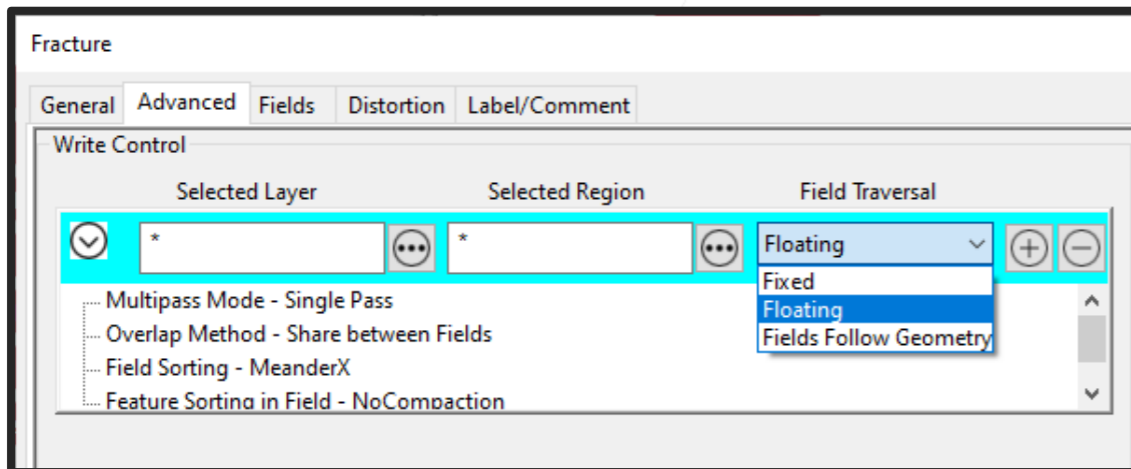 Fracture
General Advanced Fields Distortion Label/Comment
Write Control
Selected Layer Selected Region Field Traversal
* ••• * ••• Floating + −
Fixed
Multipass Mode - Single Pass Floating
Overlap Method - Share between Fields Fields Follow Geometry
Field Sorting - MeanderX
Feature Sorting in Field - NoCompaction